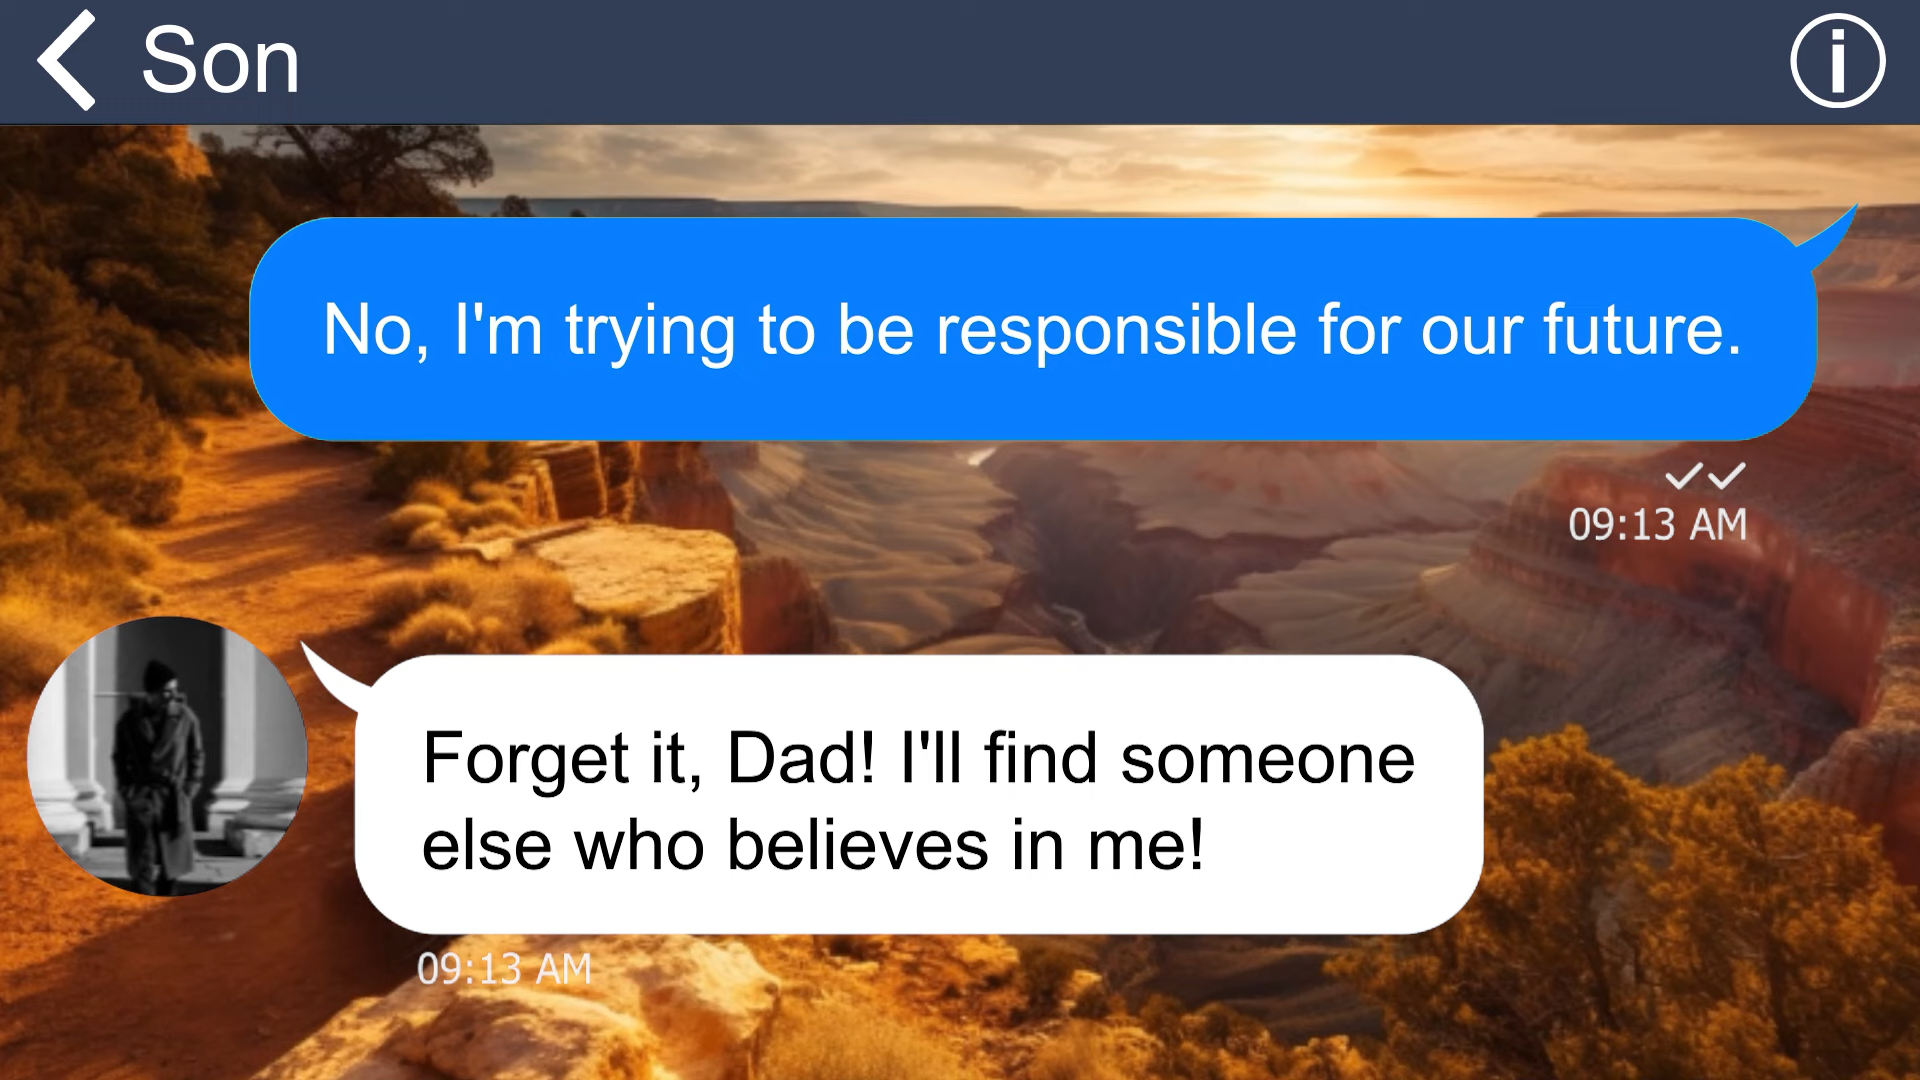 Son
No, I'm trying to be responsible for our future.
09:13 AM
Forget it, Dad! I'll find someone
else who believes in me!
09:13 AM